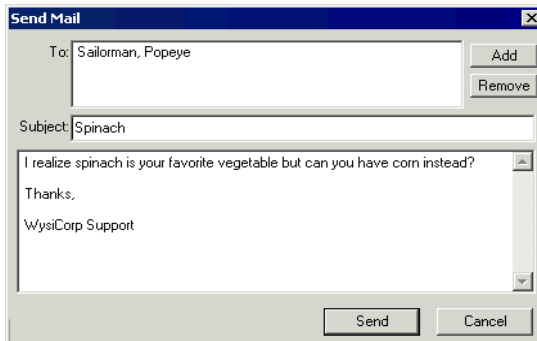 Send Mail
To: Sailorman, Popeye
Add
Remove
Subject: Spinach
I realize spinach is your favorite vegetable but can you have corn instead?
Thanks,
WysiCorp Support
Send Cancel